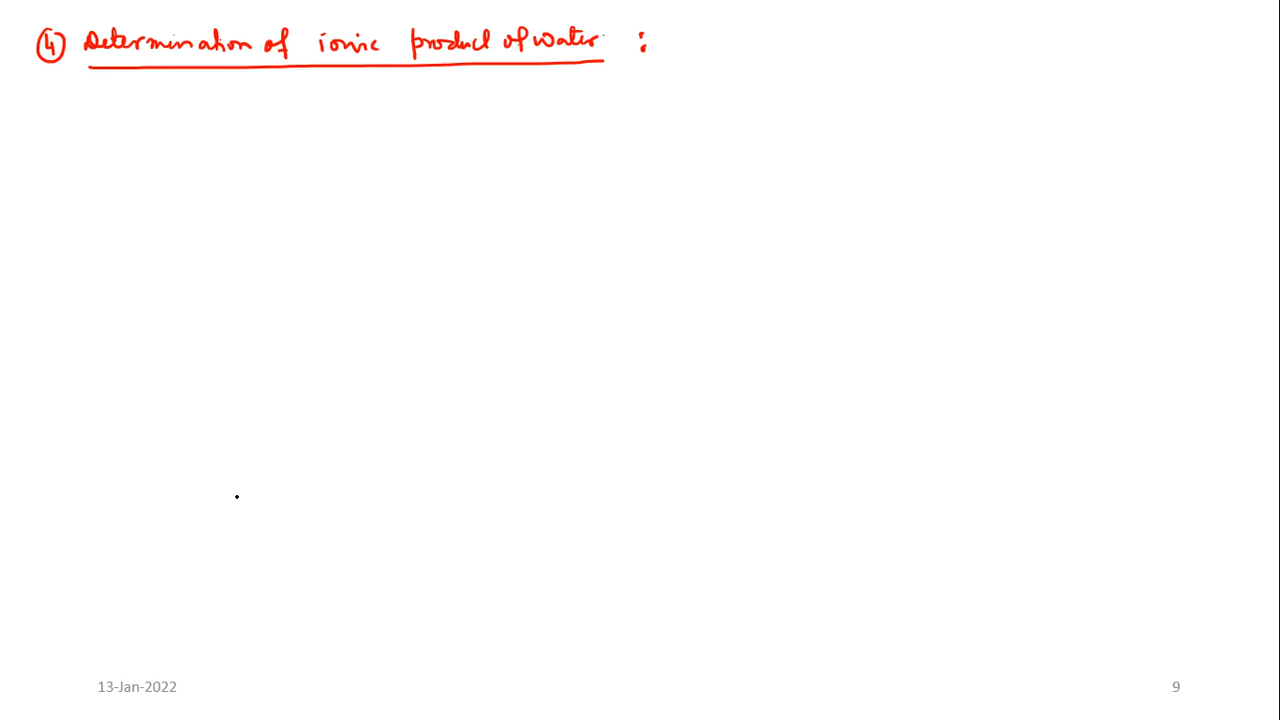 ④ Determination of ionic product of water :
13-Jan-2022
9